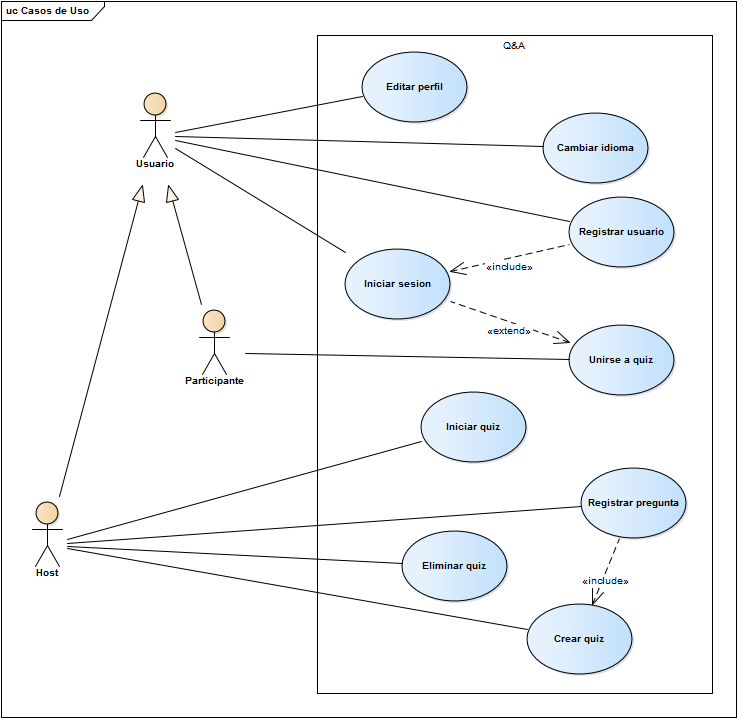 uc Casos de Uso
Q&A
Editar perfil
Cambiar idioma
Usuario
Registrar usuario
«include»
Iniciar sesion
«extend»
Unirse a quiz
Participante
Iniciar quiz
Registrar pregunta
Eliminar quiz
Host
«include»
Crear quiz